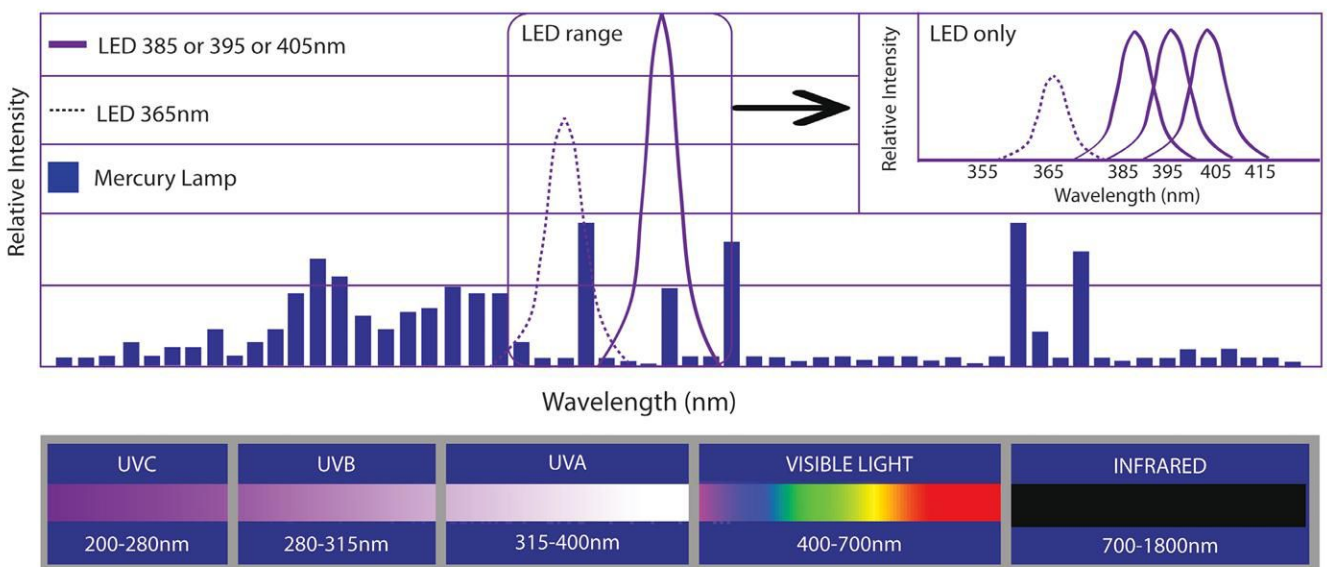 LED 385 or 395 or 405nm
LED 365nm
Mercury Lamp
Relative Intensity
LED range
LED only
Relative Intensity
355 365 385 395 405 415
Wavelength (nm)
Wavelength (nm)
UVC UVB UVA VISIBLE LIGHT INFRARED
200-280nm 280-315nm 315-400nm 400-700nm 700-1800nm